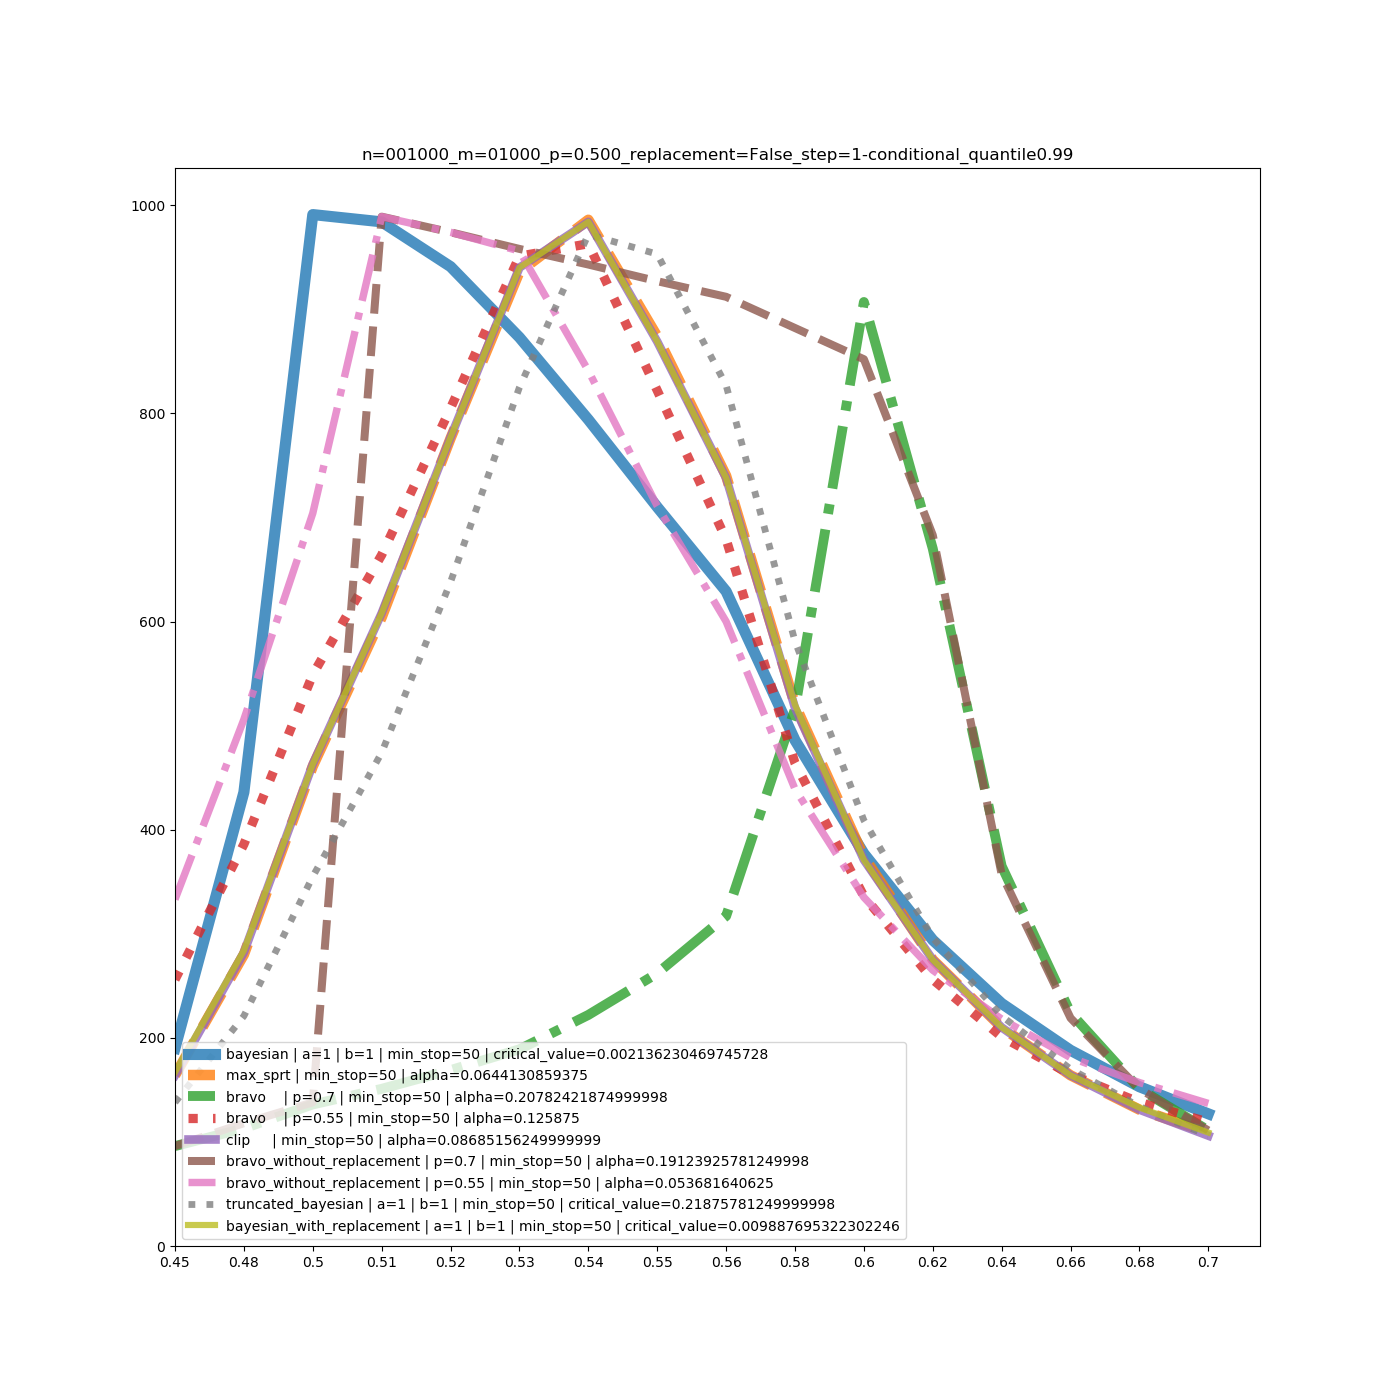 n=001000_m=01000_p=0.500_replacement=False_step=1-conditional_quantile0.99
1000
800
600
400
200
0
bayesian | a=1 | b=1 | min_stop=50 | critical_value=0.002136230469745728
max_sprt | min_stop=50 | alpha=0.0644130859375
bravo | p=0.7 | min_stop=50 | alpha=0.20782421874999998
bravo | p=0.55 | min_stop=50 | alpha=0.125875
clip | min_stop=50 | alpha=0.08685156249999999
bravo_without_replacement | p=0.7 | min_stop=50 | alpha=0.19123925781249998
bravo_without_replacement | p=0.55 | min_stop=50 | alpha=0.053681640625
truncated_bayesian | a=1 | b=1 | min_stop=50 | critical_value=0.21875781249999998
bayesian_with_replacement | a=1 | b=1 | min_stop=50 | critical_value=0.009887695322302246
0.45 0.48 0.5 0.51 0.52 0.53 0.54 0.55 0.56 0.58 0.6 0.62 0.64 0.66 0.68 0.7